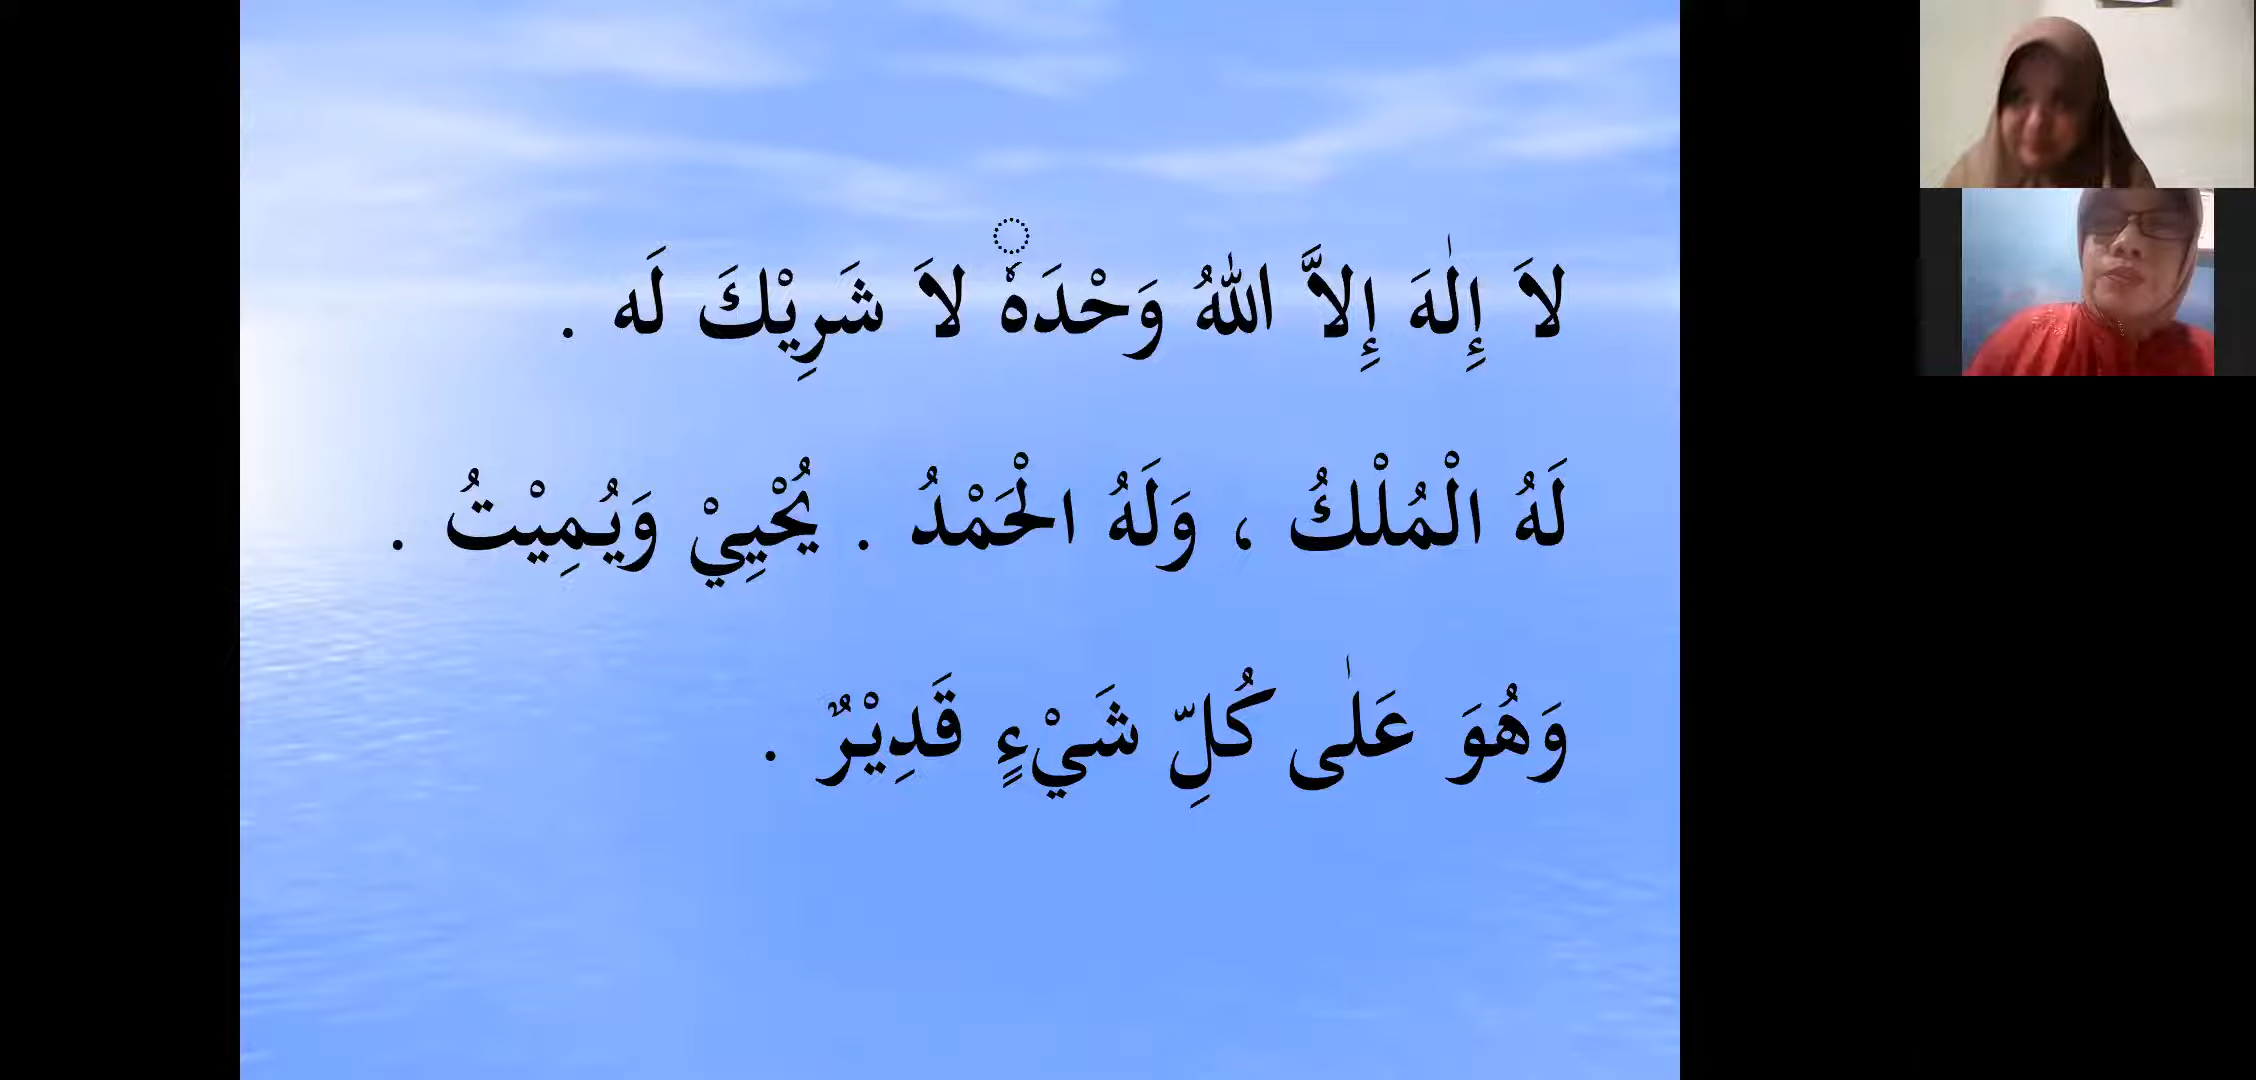 لاَ إِلٰهَ إِلاَّ اللهُ وَحْدَهٗ لاَ شَرِيْكَ لَه .
لَهُ الْمُلْكُ ، وَلَهُ الْحَمْدُ . يُحْيِيْ وَيُمِيْتُ .
وَهُوَ عَلٰى كُلِّ شَيْءٍ قَدِيْرٌ .